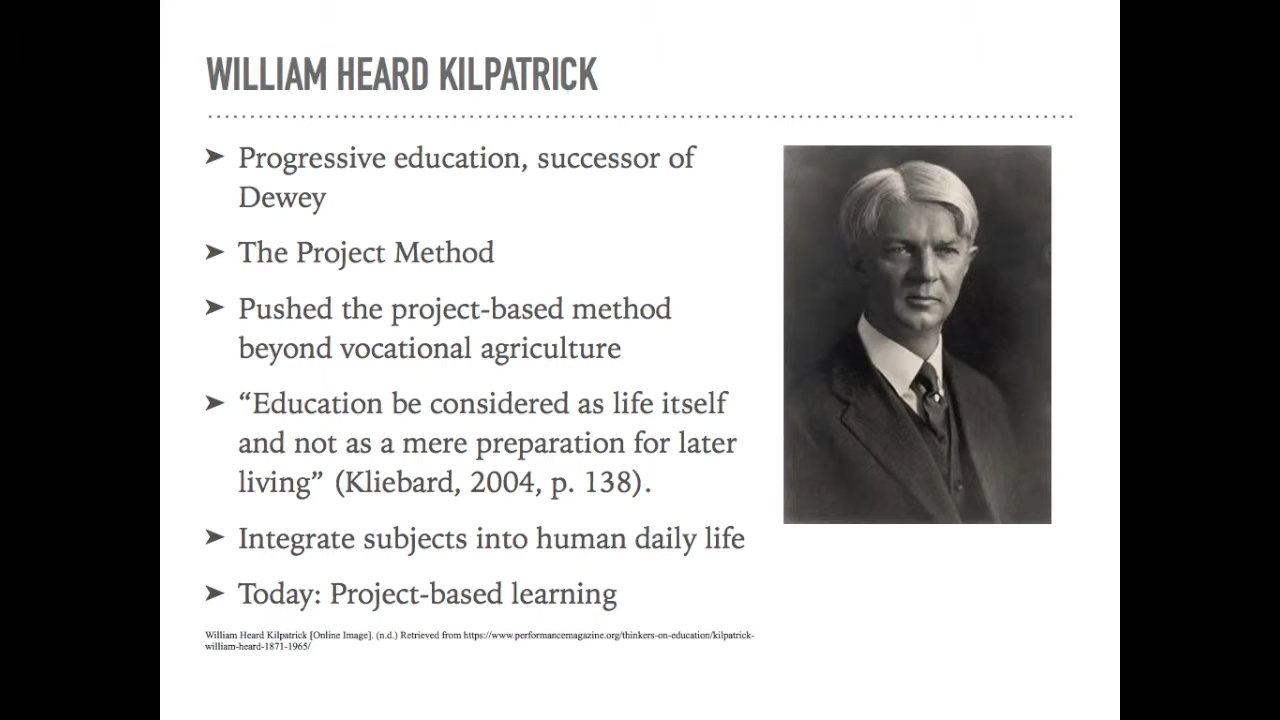 WILLIAM HEARD KILPATRICK
➤ Progressive education, successor of
Dewey
➤ The Project Method
➤ Pushed the project-based method
beyond vocational agriculture
➤ “Education be considered as life itself
and not as a mere preparation for later
living” (Kliebard, 2004, p. 138).
➤ Integrate subjects into human daily life
➤ Today: Project-based learning
William Heard Kilpatrick [Online Image]. (n.d.) Retrieved from https://www.performancemagazine.org/thinkers-on-education/kilpatrick-
william-heard-1871-1965/